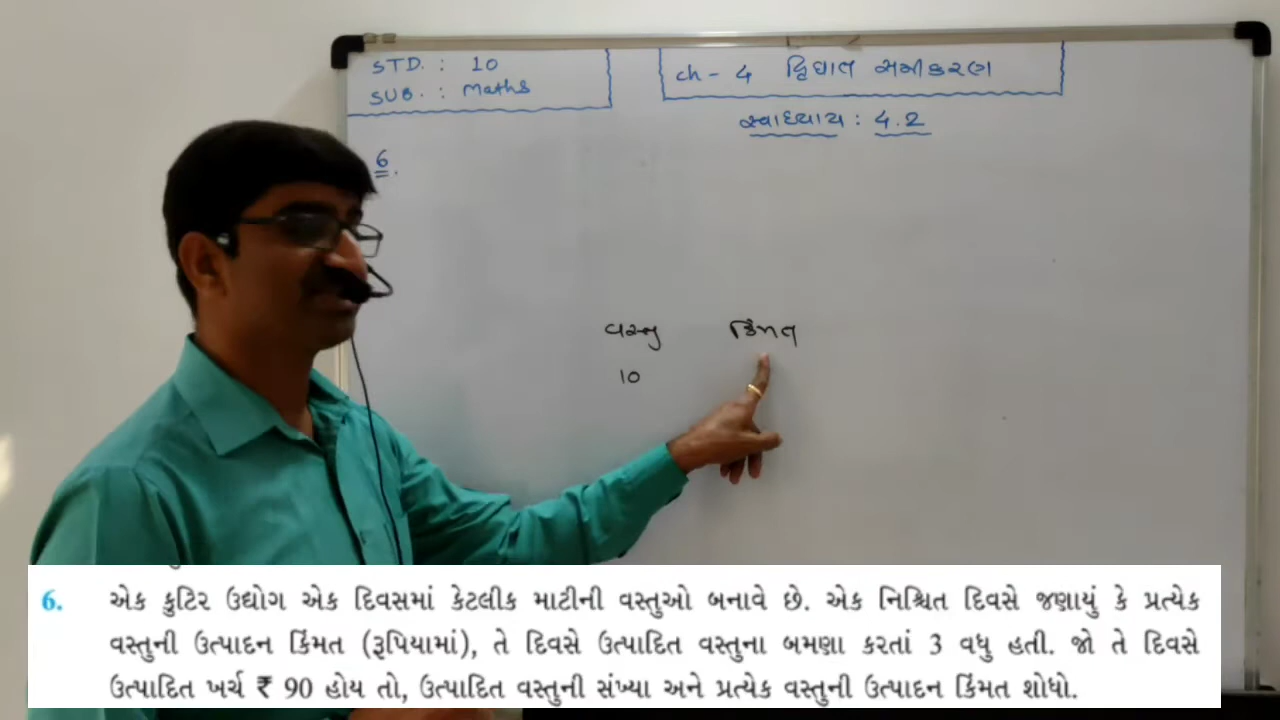 STD. : 10
SUB. : Maths
ch - 4 દ્વિઘાત સમીકરણ
સ્વાધ્યાય : 4.2
6.
વસ્તુ કિંમત
10
6. એક કુટિર ઉદ્યોગ એક દિવસમાં કેટલીક માટીની વસ્તુઓ બનાવે છે. એક નિશ્ચિત દિવસે જણાયું કે પ્રત્યેક
વસ્તુની ઉત્પાદન કિંમત (રૂપિયામાં), તે દિવસે ઉત્પાદિત વસ્તુના બમણા કરતાં 3 વધુ હતી. જો તે દિવસે
ઉત્પાદિત ખર્ચ ₹ 90 હોય તો, ઉત્પાદિત વસ્તુની સંખ્યા અને પ્રત્યેક વસ્તુની ઉત્પાદન કિંમત શોધો.